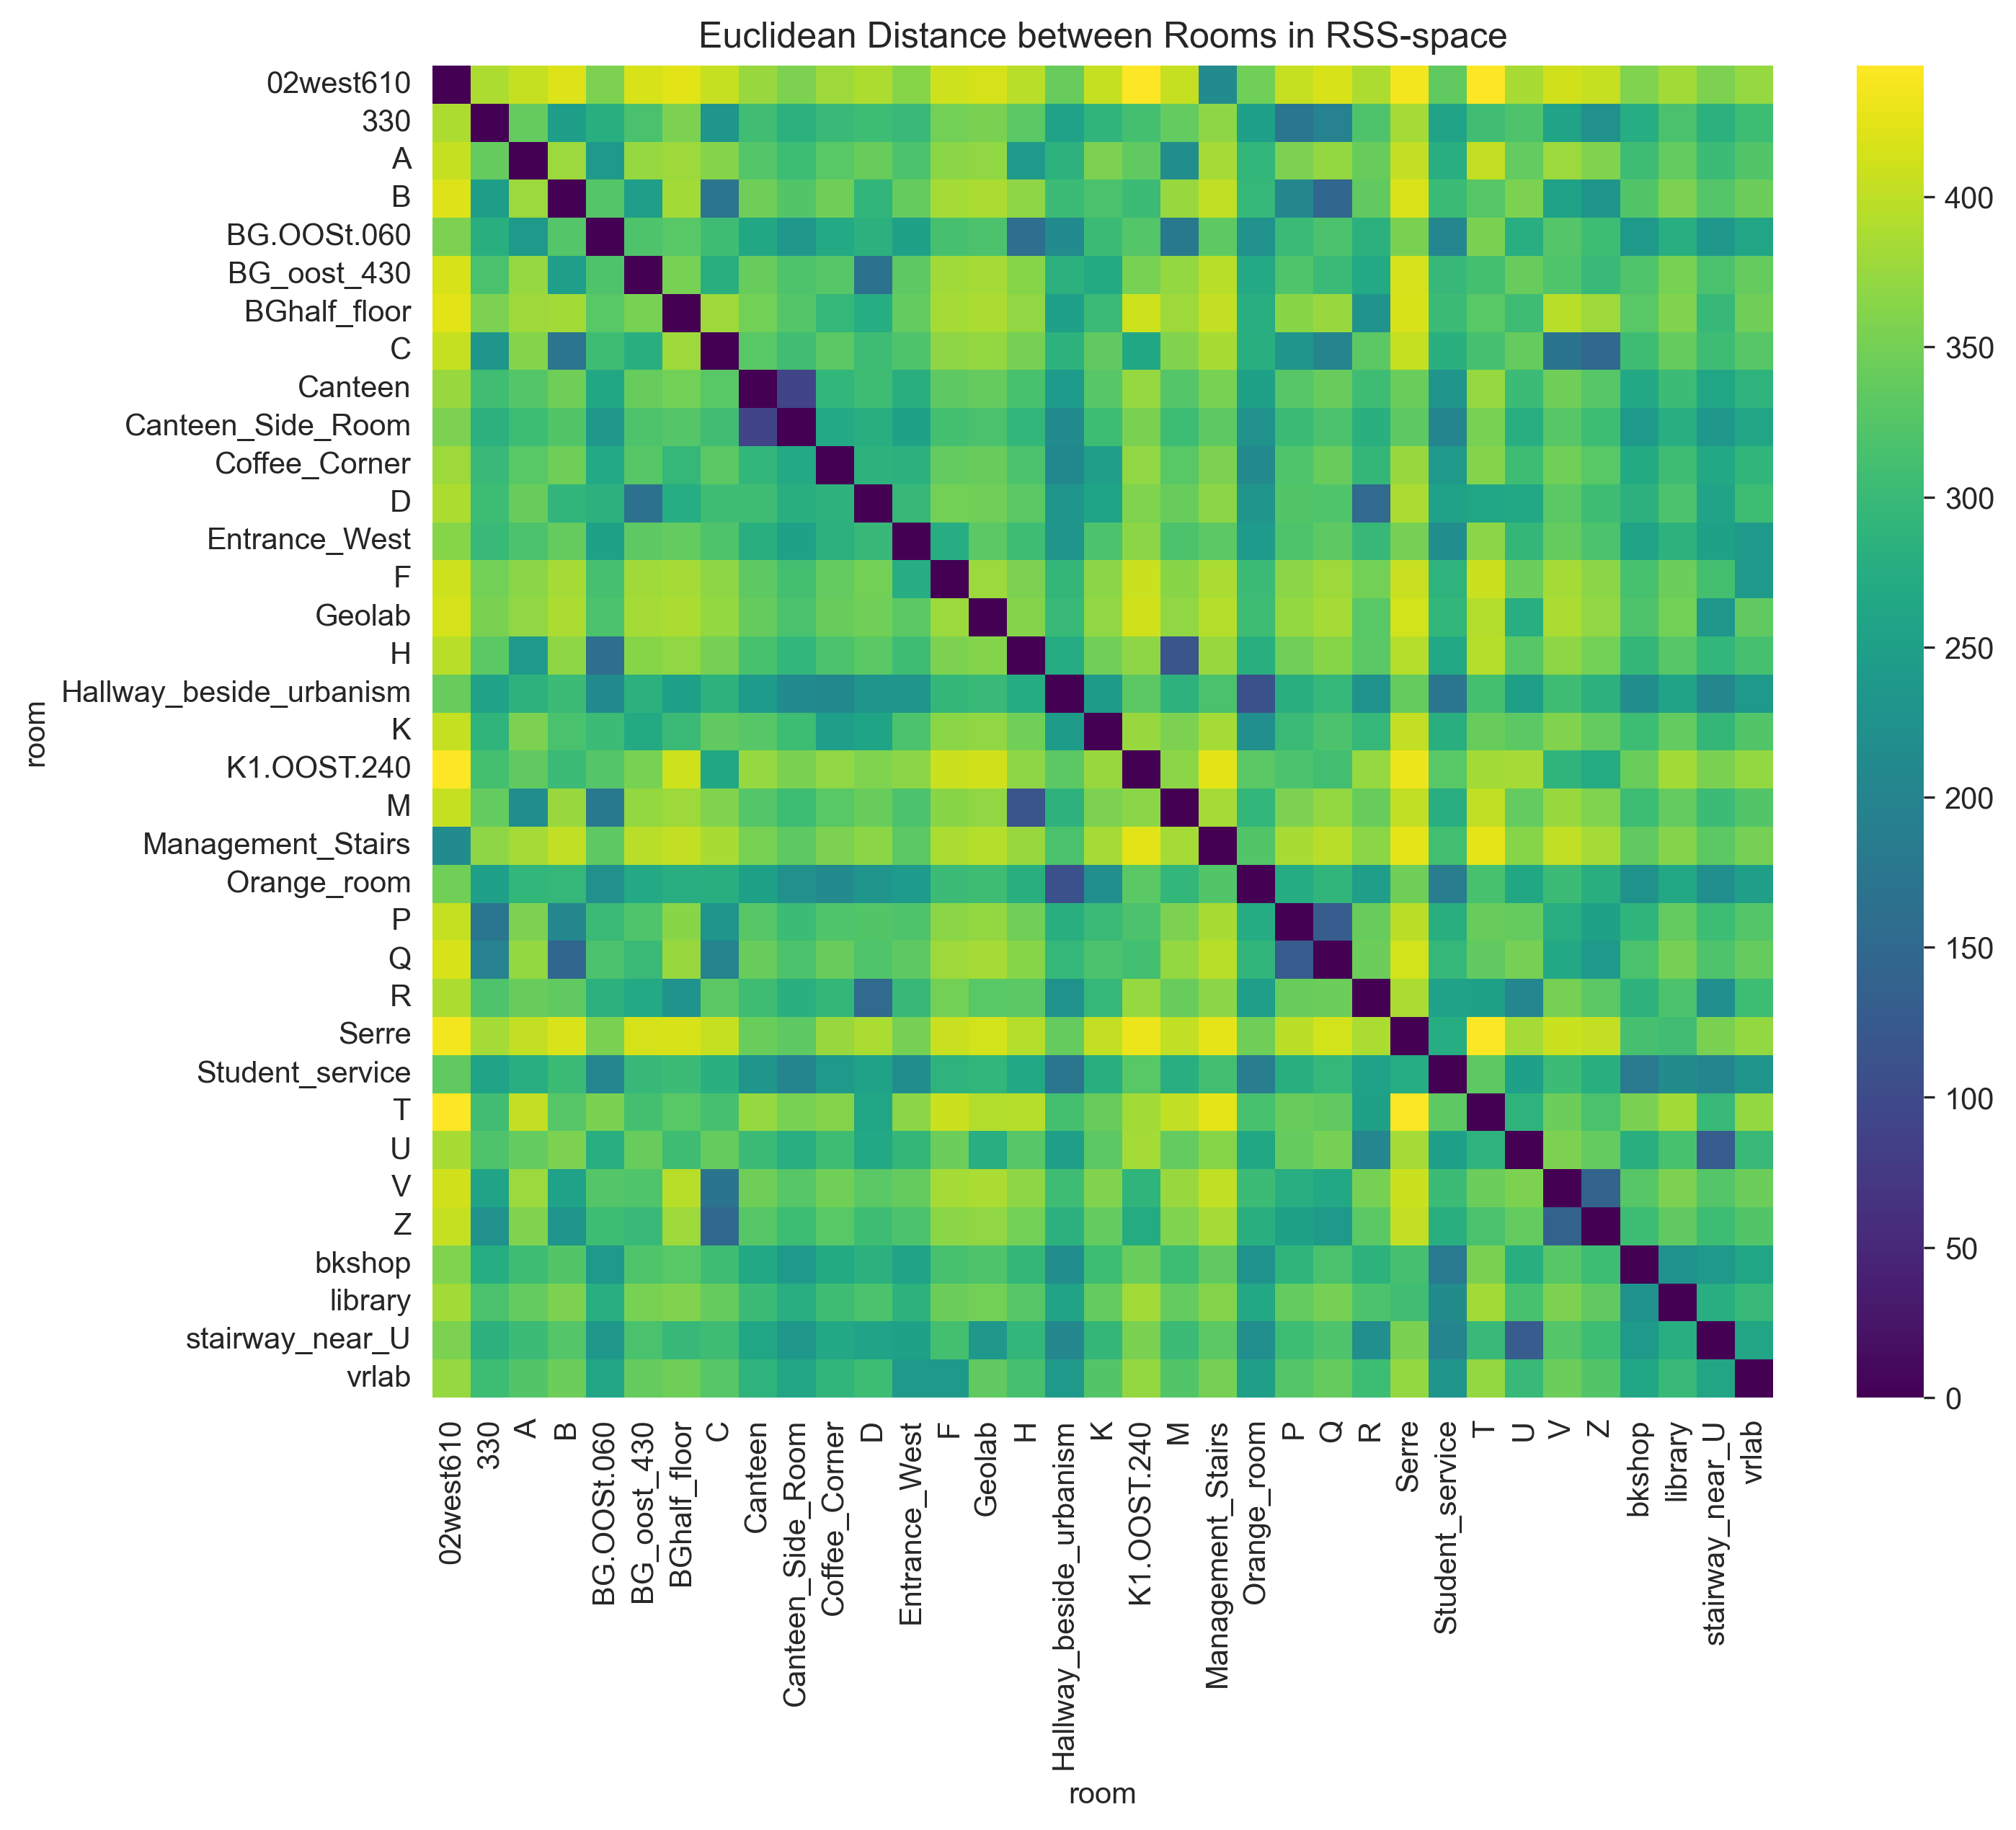 Euclidean Distance between Rooms in RSS-space
02west610
330
A
B
BG.OOSt.060
BG_oost_430
BGhalf_floor
C
Canteen
Canteen_Side_Room
Coffee_Corner
D
Entrance_West
F
Geolab
H
Hallway_beside_urbanism
K
K1.OOST.240
M
Management_Stairs
Orange_room
P
Q
R
Serre
Student_service
T
U
V
Z
bkshop
library
stairway_near_U
vrlab
room
02west610
330
A
B
BG.OOSt.060
BG_oost_430
BGhalf_floor
C
Canteen
Canteen_Side_Room
Coffee_Corner
D
Entrance_West
F
Geolab
H
Hallway_beside_urbanism
K
K1.OOST.240
M
Management_Stairs
Orange_room
P
Q
R
Serre
Student_service
T
U
V
Z
bkshop
library
stairway_near_U
vrlab
room
400
350
300
250
200
150
100
50
0